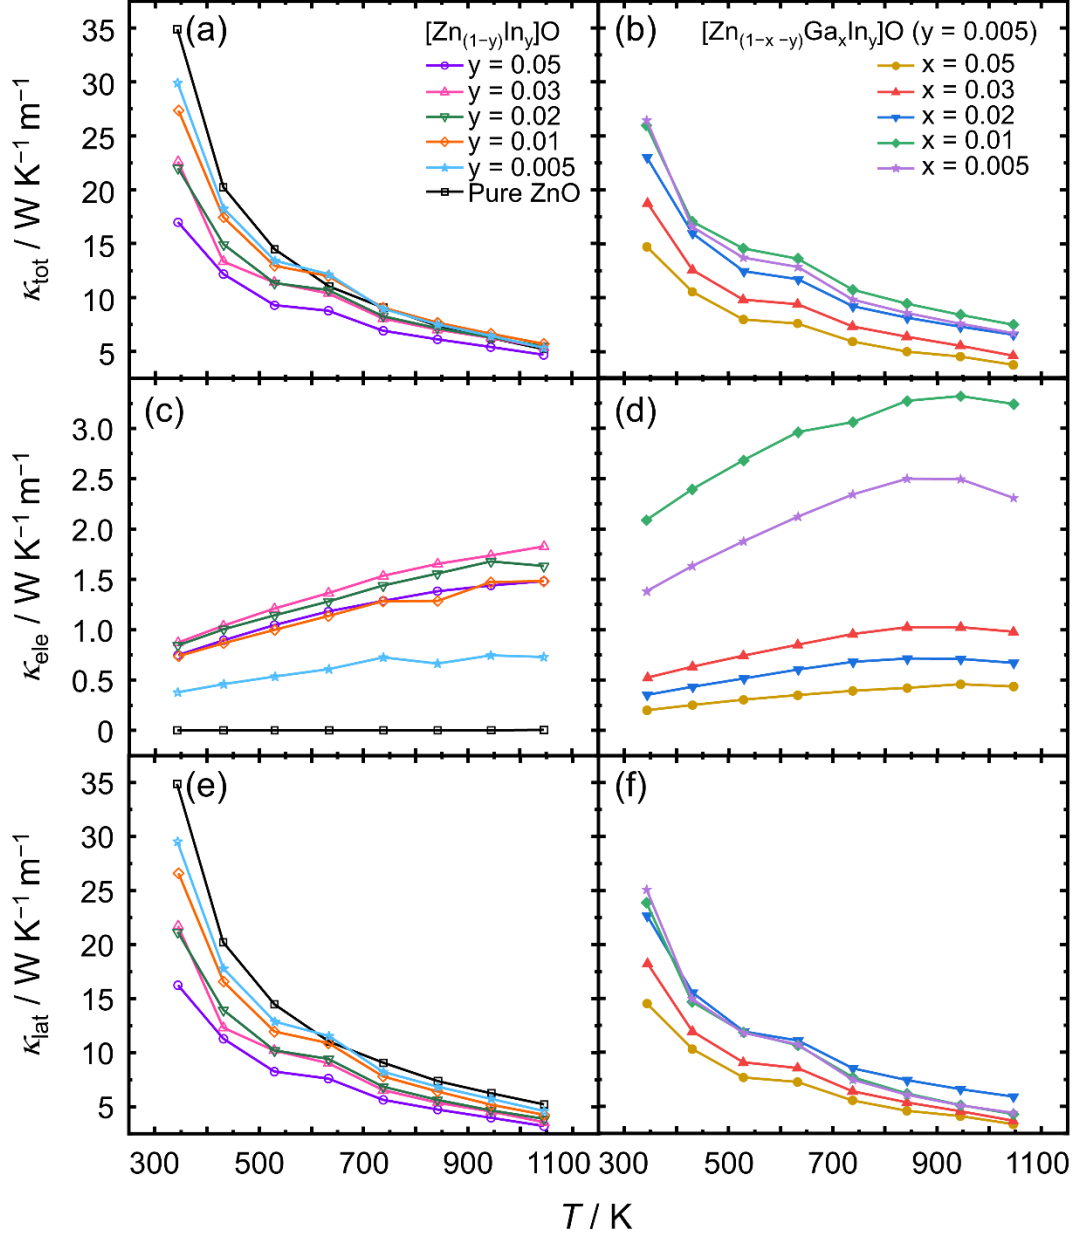 (a)
[Zn(1−y)Iny]O
y = 0.05
y = 0.03
y = 0.02
y = 0.01
y = 0.005
Pure ZnO
35
30
25
20
15
10
5
κtot / W K−1 m−1
(b)
[Zn(1−x −y)GaxIny]O (y = 0.005)
x = 0.05
x = 0.03
x = 0.02
x = 0.01
x = 0.005
(c)
3.0
2.5
2.0
1.5
1.0
0.5
0
κele / W K−1 m−1
(d)
(e)
35
30
25
20
15
10
5
κlat / W K−1 m−1
(f)
300 500 700 900 1100 300 500 700 900 1100
T / K